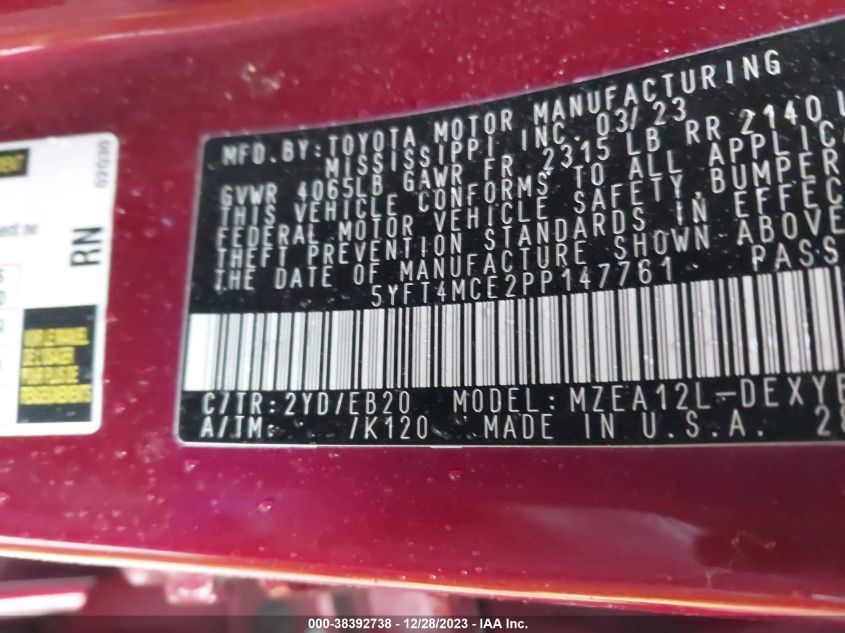 MFD. BY: TOYOTA MOTOR MANUFACTURING
MISSISSIPPI INC. 03/23
GVWR 4065LB GAWR FR 2315 LB RR 2140
THIS VEHICLE CONFORMS TO ALL APPLICA
FEDERAL MOTOR VEHICLE SAFETY, BUMPER
THEFT PREVENTION STANDARDS IN EFFEC
THE DATE OF MANUFACTURE SHOWN ABOVE
5YFT4MCE2PP147761 PASS
C/TR: 2YD/EB20 MODEL: MZEA12L-DEXYE
A/TM: /K120 MADE IN U.S.A. 28
RN
000-38392738 - 12/28/2023 - IAA Inc.